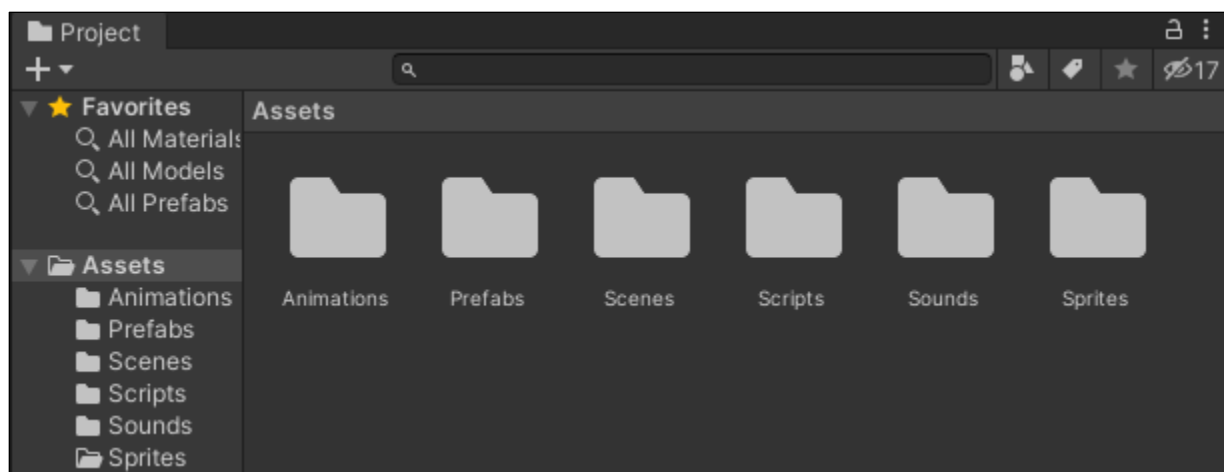 Project
17
Favorites
All Materials
All Models
All Prefabs
Assets
Animations
Prefabs
Scenes
Scripts
Sounds
Sprites
Assets
Animations Prefabs Scenes Scripts Sounds Sprites